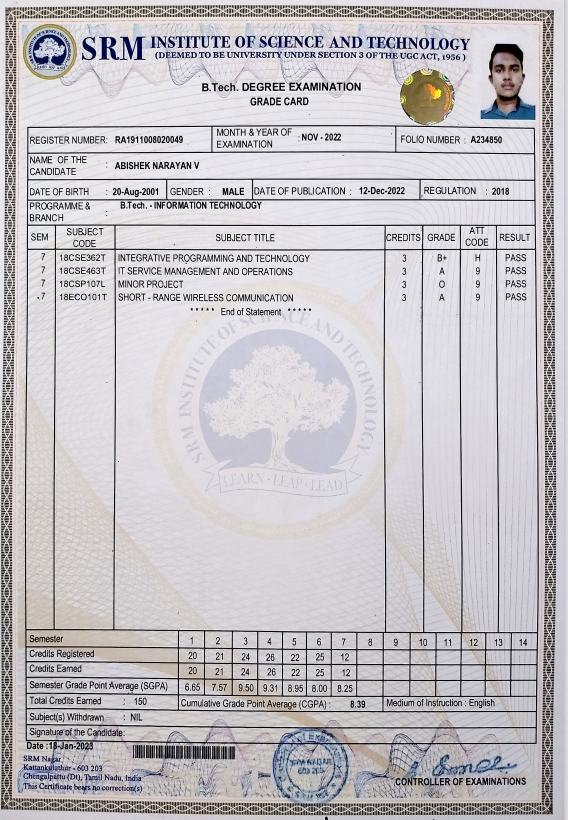 SRM INSTITUTE OF SCIENCE AND TECHNOLOGY
(DEEMED TO BE UNIVERSITY UNDER SECTION 3 OF THE UGC ACT, 1956 )
B.Tech. DEGREE EXAMINATION
GRADE CARD
REGISTER NUMBER: RA1911008020049 MONTH & YEAR OF EXAMINATION : NOV - 2022 FOLIO NUMBER : A234850
NAME OF THE CANDIDATE : ABISHEK NARAYAN V
DATE OF BIRTH : 20-Aug-2001 GENDER : MALE DATE OF PUBLICATION : 12-Dec-2022 REGULATION : 2018
PROGRAMME & BRANCH : B.Tech. - INFORMATION TECHNOLOGY
SEM SUBJECT CODE SUBJECT TITLE CREDITS GRADE ATT CODE RESULT
7 18CSE362T INTEGRATIVE PROGRAMMING AND TECHNOLOGY 3 B+ H PASS
7 18CSE463T IT SERVICE MANAGEMENT AND OPERATIONS 3 A 9 PASS
7 18CSP107L MINOR PROJECT 3 O 9 PASS
7 18ECO101T SHORT - RANGE WIRELESS COMMUNICATION 3 A 9 PASS
***** End of Statement *****
SRM INSTITUTE OF SCIENCE AND TECHNOLOGY
LEARN · LEAP · LEAD
Semester 1 2 3 4 5 6 7 8 9 10 11 12 13 14
Credits Registered 20 21 24 26 22 25 12
Credits Earned 20 21 24 26 22 25 12
Semester Grade Point Average (SGPA) 6.65 7.57 9.50 9.31 8.95 8.00 8.25
Total Credits Earned : 150 Cumulative Grade Point Average (CGPA) : 8.39 Medium of Instruction : English
Subject(s) Withdrawn : NIL
Signature of the Candidate:
Date :18-Jan-2023
SRM Nagar
Kattankulathur - 603 203
Chengalpattu (Dt), Tamil Nadu, India
This Certificate bears no correction(s)
CONTROLLER OF EXAMINATIONS